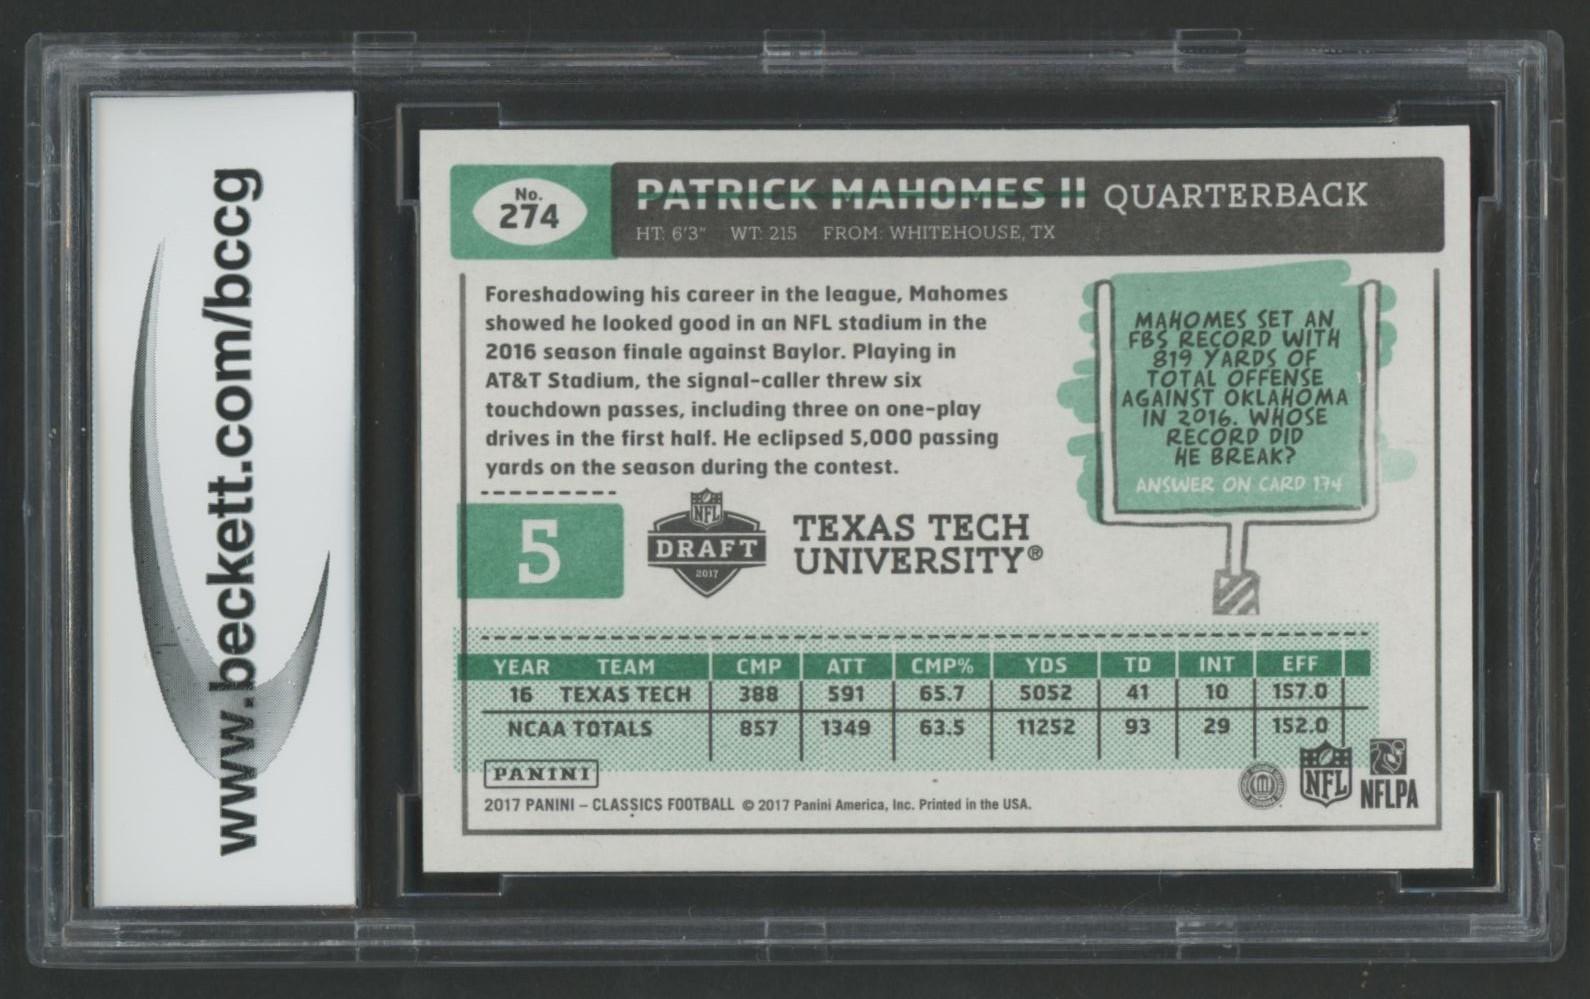 www.beckett.com/bccg
No.
274
PATRICK MAHOMES II QUARTERBACK
HT: 6'3" WT: 215 FROM: WHITEHOUSE, TX
Foreshadowing his career in the league, Mahomes
showed he looked good in an NFL stadium in the
2016 season finale against Baylor. Playing in
AT&T Stadium, the signal-caller threw six
touchdown passes, including three on one-play
drives in the first half. He eclipsed 5,000 passing
yards on the season during the contest.
MAHOMES SET AN
FBS RECORD WITH
819 YARDS OF
TOTAL OFFENSE
AGAINST OKLAHOMA
IN 2016. WHOSE
RECORD DID
HE BREAK?
ANSWER ON CARD 174
5
NFL
DRAFT
2017
TEXAS TECH
UNIVERSITY®
YEAR TEAM CMP ATT CMP% YDS TD INT EFF
16 TEXAS TECH 388 591 65.7 5052 41 10 157.0
NCAA TOTALS 857 1349 63.5 11252 93 29 152.0
PANINI
2017 PANINI – CLASSICS FOOTBALL © 2017 Panini America, Inc. Printed in the USA.
NFL
NFLPA